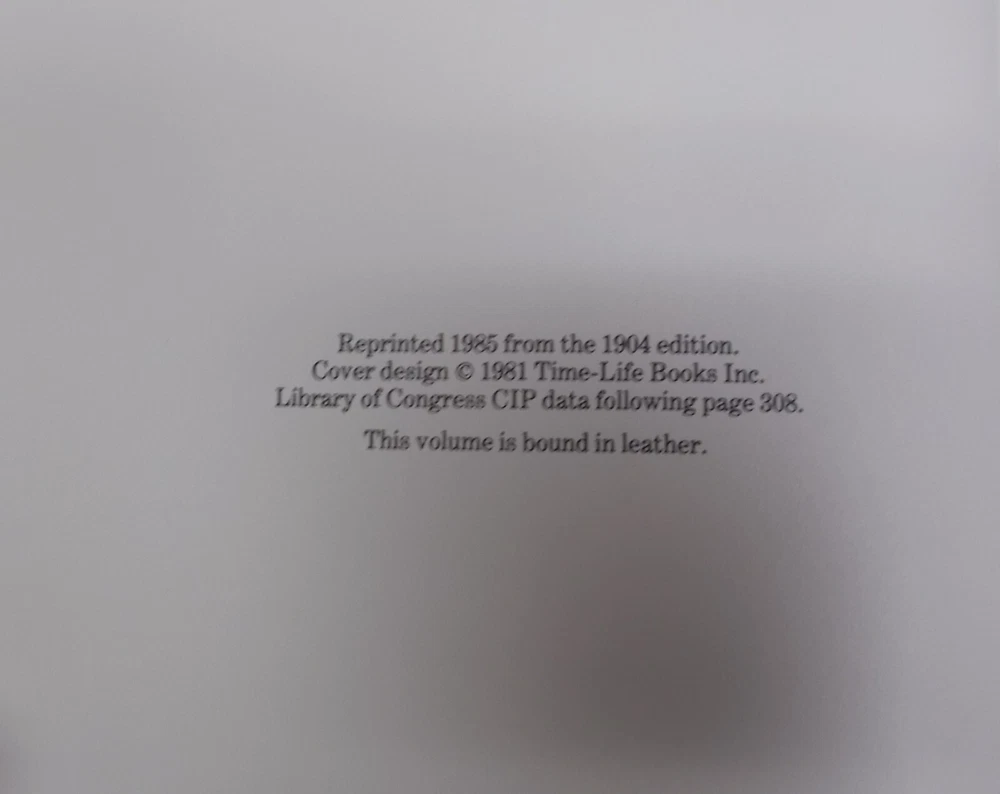 Reprinted 1985 from the 1904 edition.
Cover design © 1981 Time-Life Books Inc.
Library of Congress CIP data following page 308.
This volume is bound in leather.